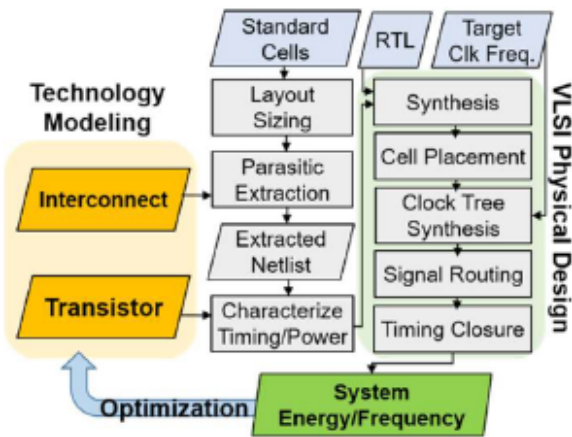 Standard
Cells
RTL
Target
Clk Freq.
Technology
Modeling
Layout
Sizing
Synthesis
Interconnect
Parasitic
Extraction
Cell Placement
Extracted
Netlist
Clock Tree
Synthesis
Transistor
Characterize
Timing/Power
Signal Routing
Timing Closure
VLSI Physical Design
Optimization
System
Energy/Frequency